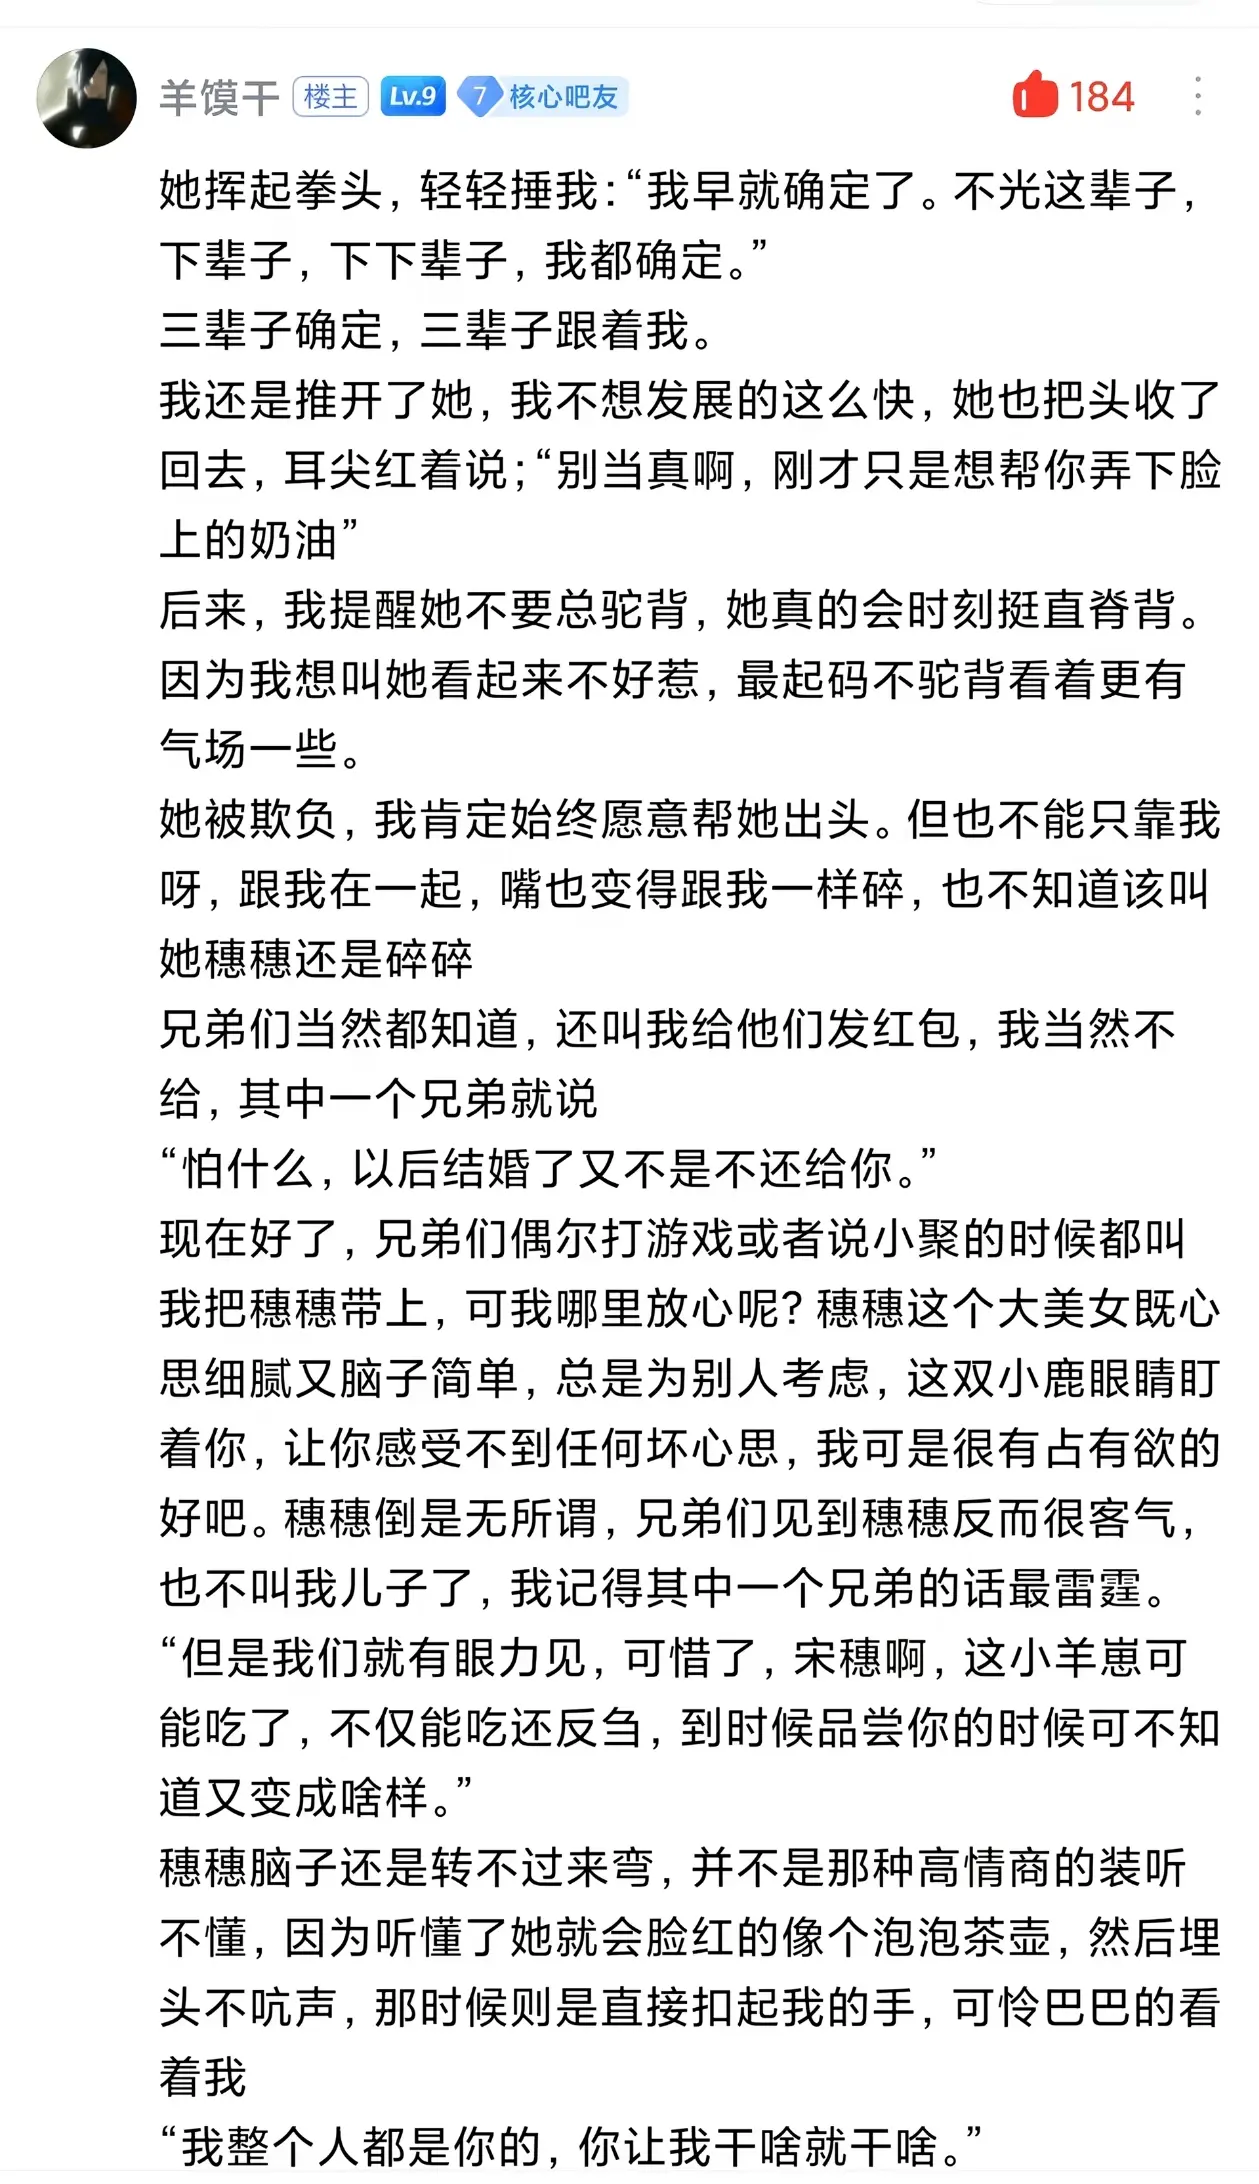 羊馍干 楼主 Lv.9 7 核心吧友 184
她挥起拳头，轻轻捶我：“我早就确定了。不光这辈子，
下辈子，下下辈子，我都确定。”
三辈子确定，三辈子跟着我。
我还是推开了她，我不想发展的这么快，她也把头收了
回去，耳尖红着说；“别当真啊，刚才只是想帮你弄下脸
上的奶油”
后来，我提醒她不要总驼背，她真的会时刻挺直脊背。
因为我想叫她看起来不好惹，最起码不驼背看着更有
气场一些。
她被欺负，我肯定始终愿意帮她出头。但也不能只靠我
呀，跟我在一起，嘴也变得跟我一样碎，也不知道该叫
她穗穗还是碎碎
兄弟们当然都知道，还叫我给他们发红包，我当然不
给，其中一个兄弟就说
“怕什么，以后结婚了又不是不还给你。”
现在好了，兄弟们偶尔打游戏或者说小聚的时候都叫
我把穗穗带上，可我哪里放心呢？穗穗这个大美女既心
思细腻又脑子简单，总是为别人考虑，这双小鹿眼睛盯
着你，让你感受不到任何坏心思，我可是很有占有欲的
好吧。穗穗倒是无所谓，兄弟们见到穗穗反而很客气，
也不叫我儿子了，我记得其中一个兄弟的话最雷霆。
“但是我们就有眼力见，可惜了，宋穗啊，这小羊崽可
能吃了，不仅能吃还反刍，到时候品尝你的时候可不知
道又变成啥样。”
穗穗脑子还是转不过来弯，并不是那种高情商的装听
不懂，因为听懂了她就会脸红的像个泡泡茶壶，然后埋
头不吭声，那时候则是直接扣起我的手，可怜巴巴的看
着我
“我整个人都是你的，你让我干啥就干啥。”